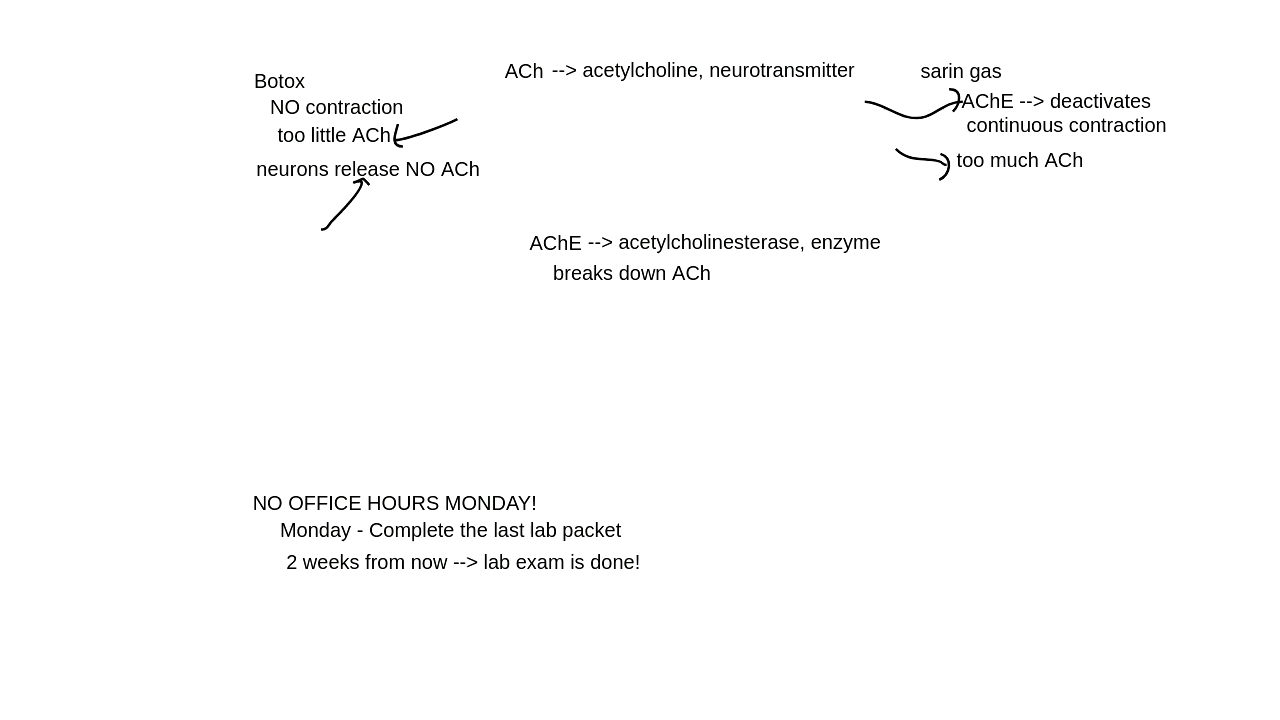 Botox
NO contraction
too little ACh
neurons release NO ACh
ACh --> acetylcholine, neurotransmitter
sarin gas
AChE --> deactivates
continuous contraction
too much ACh
AChE --> acetylcholinesterase, enzyme
breaks down ACh
NO OFFICE HOURS MONDAY!
Monday - Complete the last lab packet
2 weeks from now --> lab exam is done!